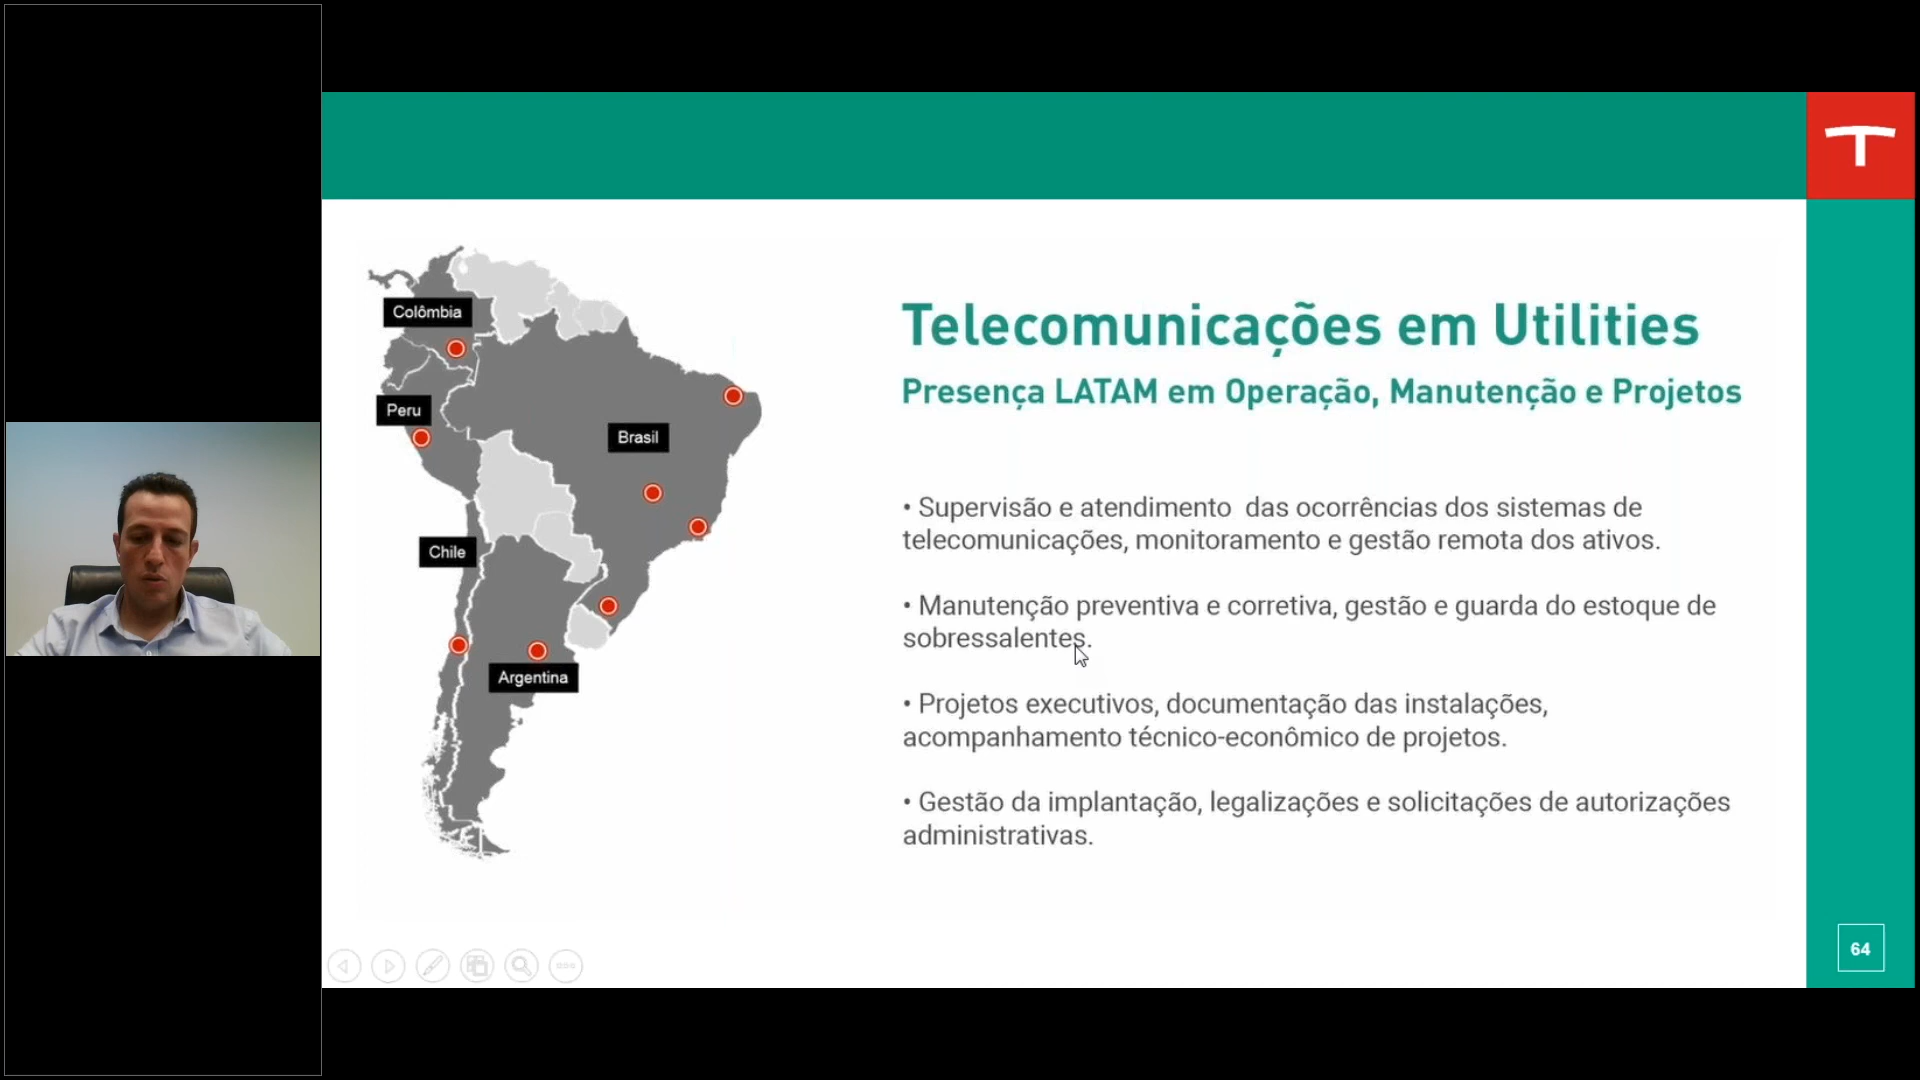 Colômbia
Peru
Brasil
Chile
Argentina
Telecomunicações em Utilities
Presença LATAM em Operação, Manutenção e Projetos
• Supervisão e atendimento  das ocorrências dos sistemas de
telecomunicações, monitoramento e gestão remota dos ativos.
• Manutenção preventiva e corretiva, gestão e guarda do estoque de
sobressalentes.
• Projetos executivos, documentação das instalações,
acompanhamento técnico-econômico de projetos.
• Gestão da implantação, legalizações e solicitações de autorizações
administrativas.
64